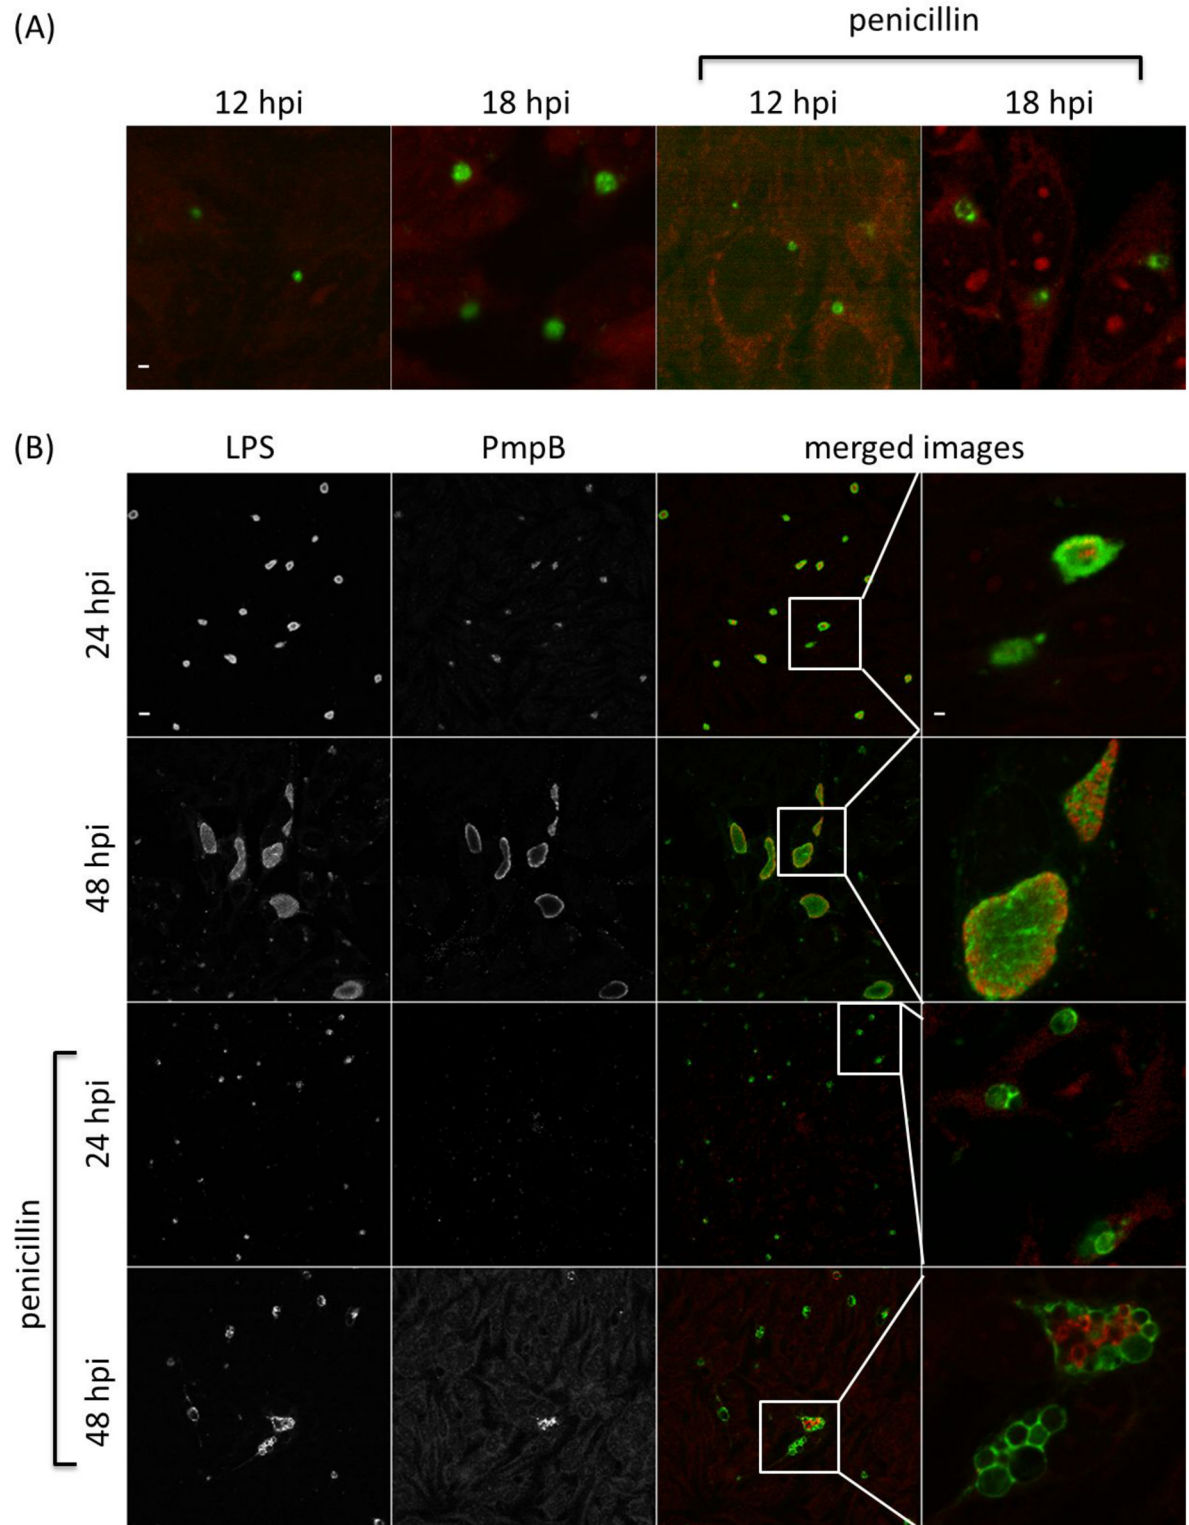 (A)
penicillin
12 hpi 18 hpi 12 hpi 18 hpi
(B)
LPS PmpB merged images
24 hpi
48 hpi
penicillin
24 hpi
48 hpi